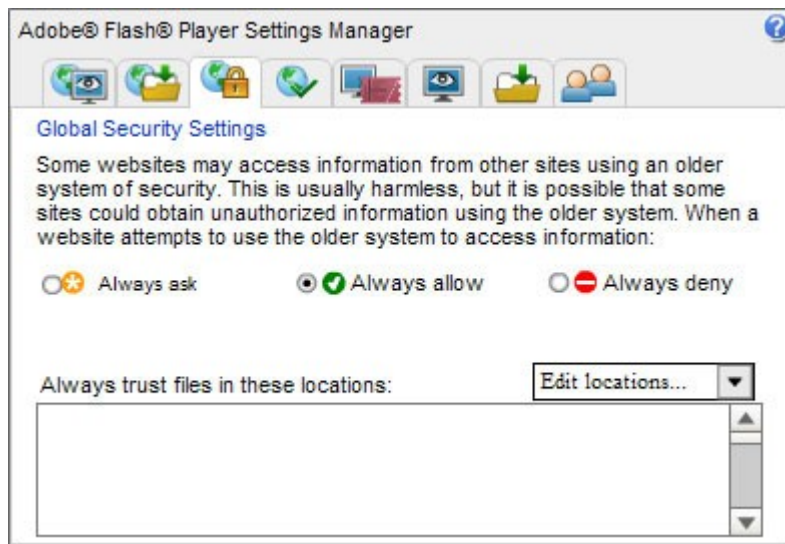 Adobe® Flash® Player Settings Manager
?
Global Security Settings
Some websites may access information from other sites using an older
system of security. This is usually harmless, but it is possible that some
sites could obtain unauthorized information using the older system. When a
website attempts to use the older system to access information:
Always ask Always allow Always deny
Always trust files in these locations: Edit locations...